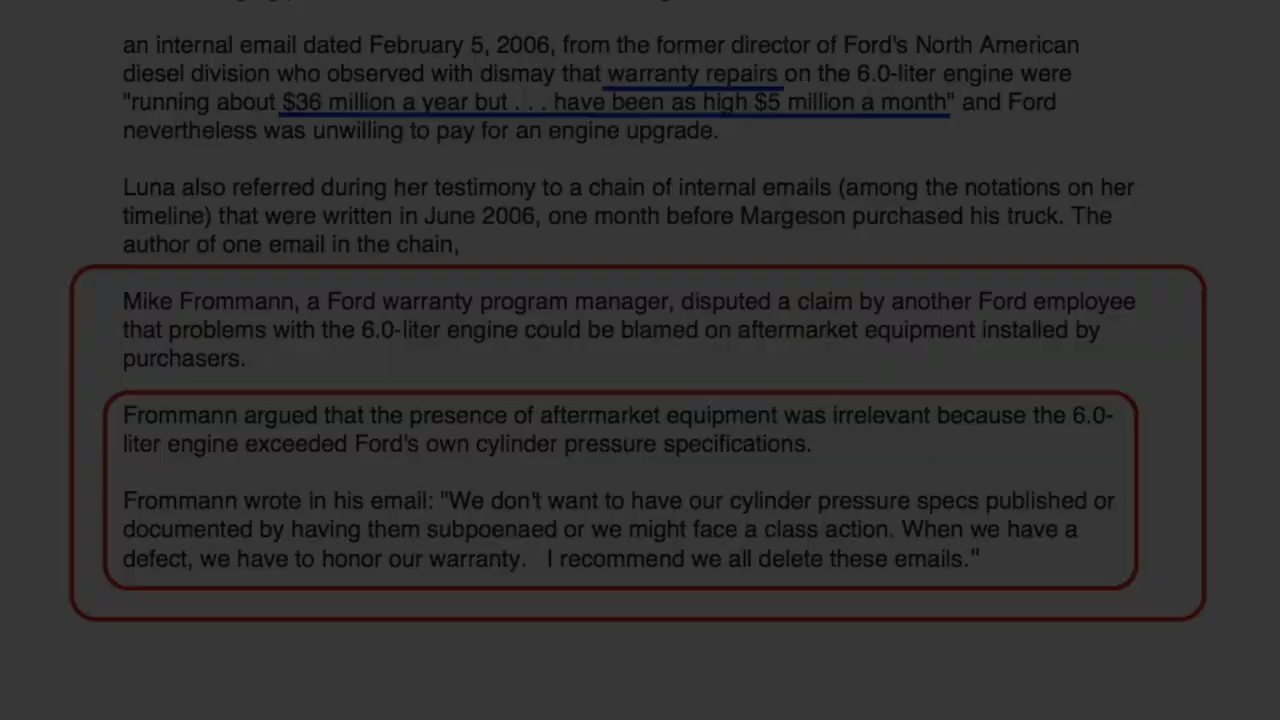 an internal email dated February 5, 2006, from the former director of Ford's North American
diesel division who observed with dismay that warranty repairs on the 6.0-liter engine were
"running about $36 million a year but . . . have been as high $5 million a month" and Ford
nevertheless was unwilling to pay for an engine upgrade.
Luna also referred during her testimony to a chain of internal emails (among the notations on her
timeline) that were written in June 2006, one month before Margeson purchased his truck. The
author of one email in the chain,
Mike Frommann, a Ford warranty program manager, disputed a claim by another Ford employee
that problems with the 6.0-liter engine could be blamed on aftermarket equipment installed by
purchasers.
Frommann argued that the presence of aftermarket equipment was irrelevant because the 6.0-
liter engine exceeded Ford's own cylinder pressure specifications.
Frommann wrote in his email: "We don't want to have our cylinder pressure specs published or
documented by having them subpoenaed or we might face a class action. When we have a
defect, we have to honor our warranty.   I recommend we all delete these emails."